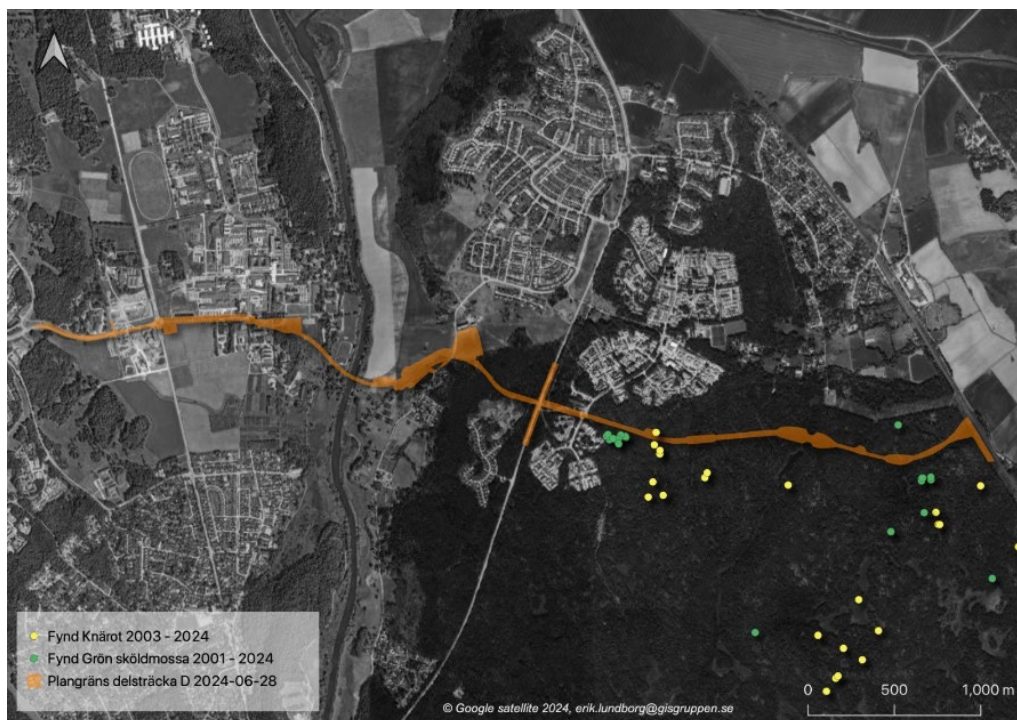 Fynd Knärot 2003 - 2024
Fynd Grön sköldmossa 2001 - 2024
Plangräns delsträcka D 2024-06-28
0 500 1,000 m
© Google satellite 2024, erik.lundborg@gisgruppen.se